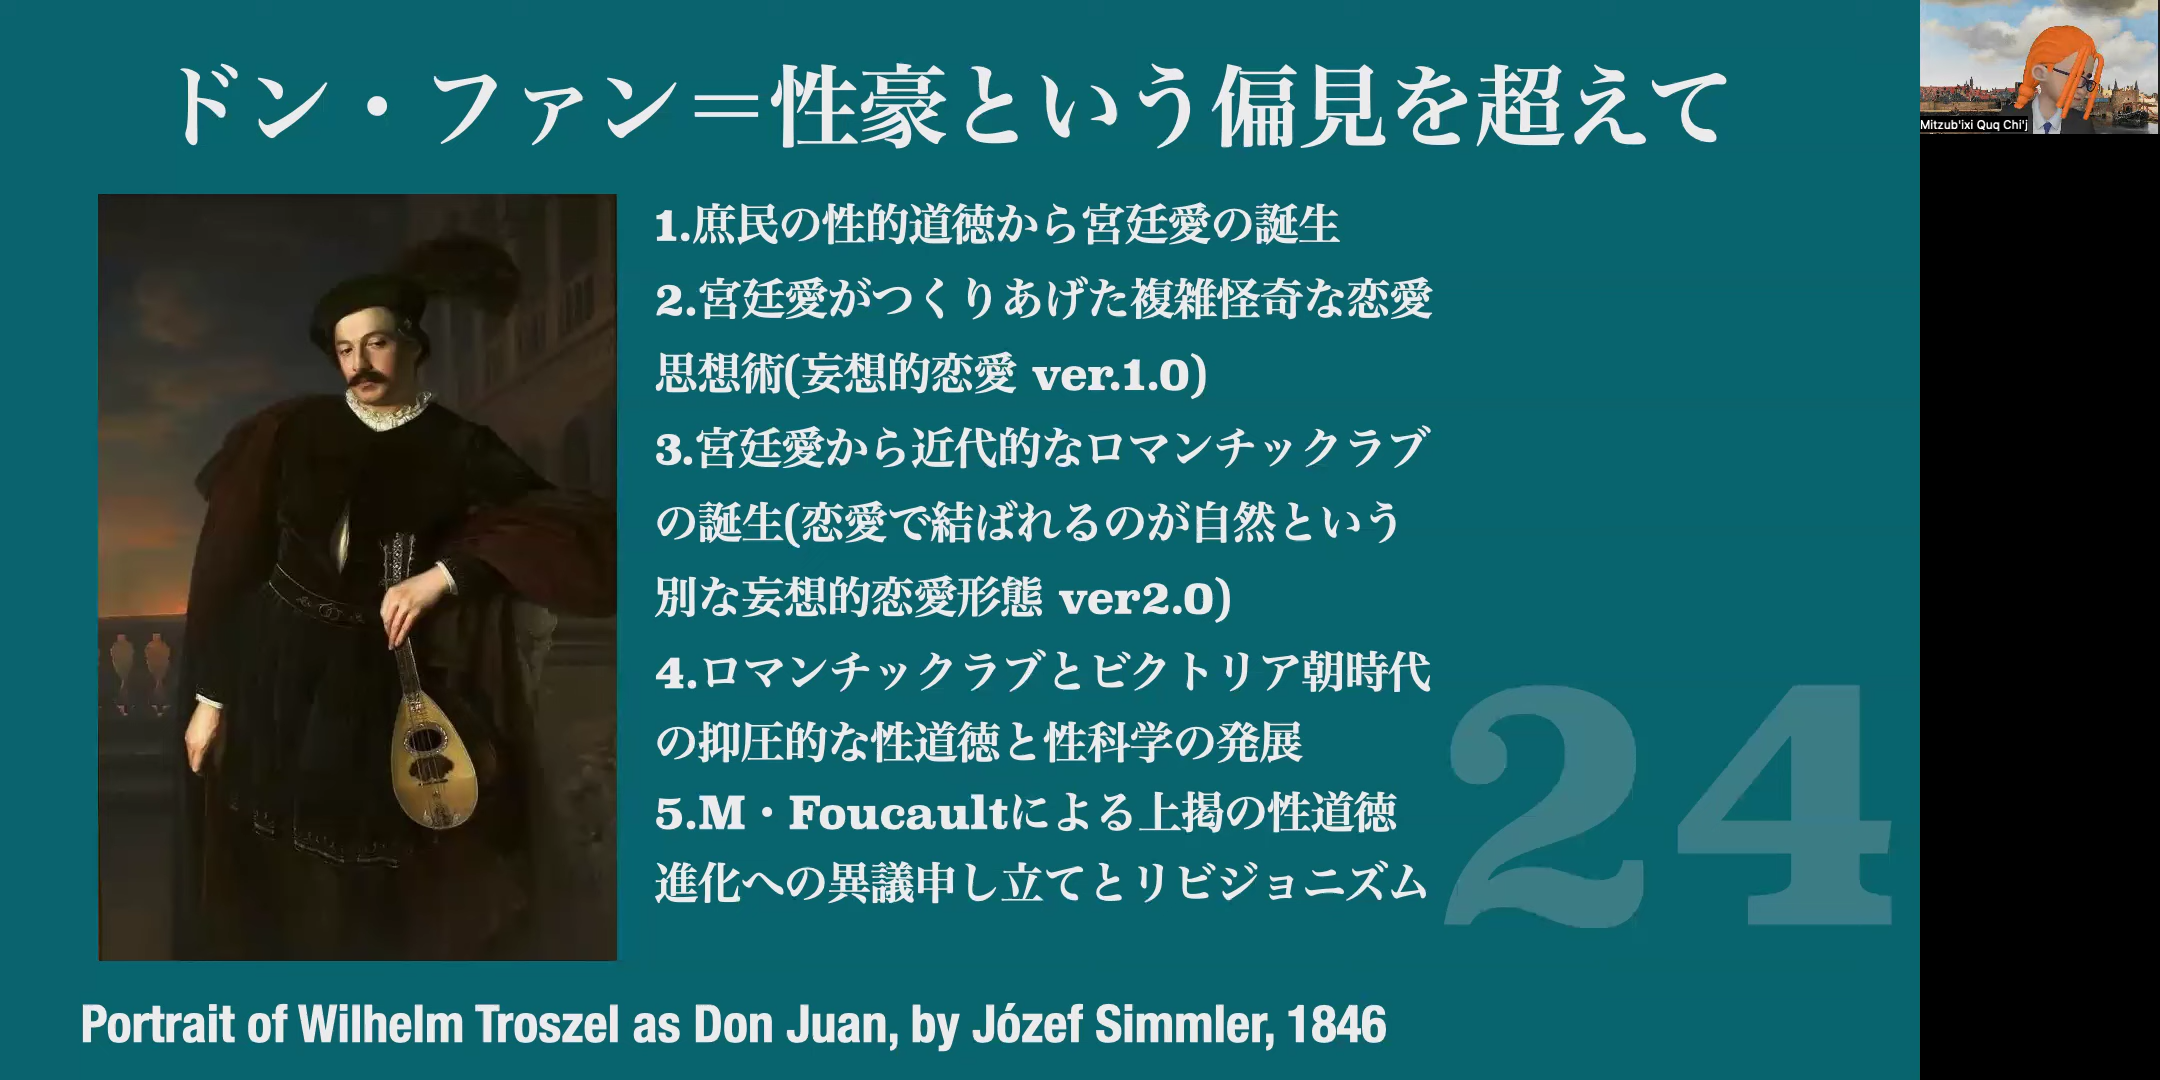 ドン・ファン＝性豪という偏見を超えて
1.庶民の性的道徳から宮廷愛の誕生
2.宮廷愛がつくりあげた複雑怪奇な恋愛
思想術(妄想的恋愛 ver.1.0)
3.宮廷愛から近代的なロマンチックラブ
の誕生(恋愛で結ばれるのが自然という
別な妄想的恋愛形態 ver2.0)
4.ロマンチックラブとビクトリア朝時代
の抑圧的な性道徳と性科学の発展
5.M・Foucaultによる上掲の性道徳
進化への異議申し立てとリビジョニズム
24
Portrait of Wilhelm Troszel as Don Juan, by Józef Simmler, 1846
Mitzub'ixi Quq Chi'j